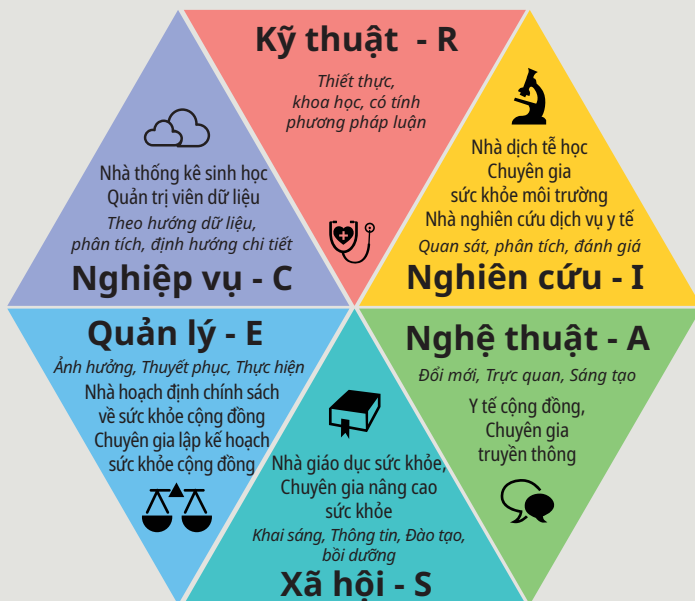 Kỹ thuật - R
Thiết thực,
khoa học, có tính
phương pháp luận
Nhà dịch tễ học
Chuyên gia
sức khỏe môi trường
Nhà nghiên cứu dịch vụ y tế
Quan sát, phân tích, đánh giá
Nghiên cứu - I
Nghệ thuật - A
Đổi mới, Trực quan, Sáng tạo
Y tế cộng đồng,
Chuyên gia
truyền thông
Nhà giáo dục sức khỏe,
Chuyên gia nâng cao
sức khỏe
Khai sáng, Thông tin, Đào tạo,
bồi dưỡng
Xã hội - S
Quản lý - E
Ảnh hưởng, Thuyết phục, Thực hiện
Nhà hoạch định chính sách
về sức khỏe cộng đồng
Chuyên gia lập kế hoạch
sức khỏe cộng đồng
Nhà thống kê sinh học
Quản trị viên dữ liệu
Theo hướng dữ liệu,
phân tích, định hướng chi tiết
Nghiệp vụ - C